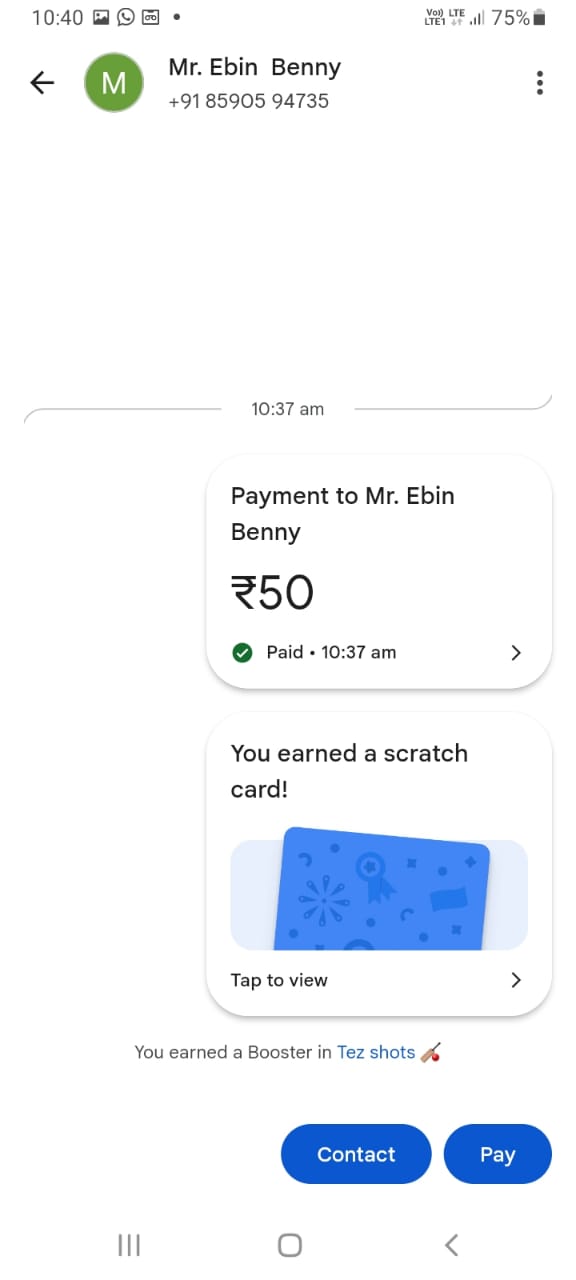 10:40 75%
Vo)) LTE
LTE1
M
Mr. Ebin Benny
+91 85905 94735
10:37 am
Payment to Mr. Ebin
Benny
₹50
Paid • 10:37 am
You earned a scratch
card!
Tap to view
You earned a Booster in Tez shots
Contact Pay